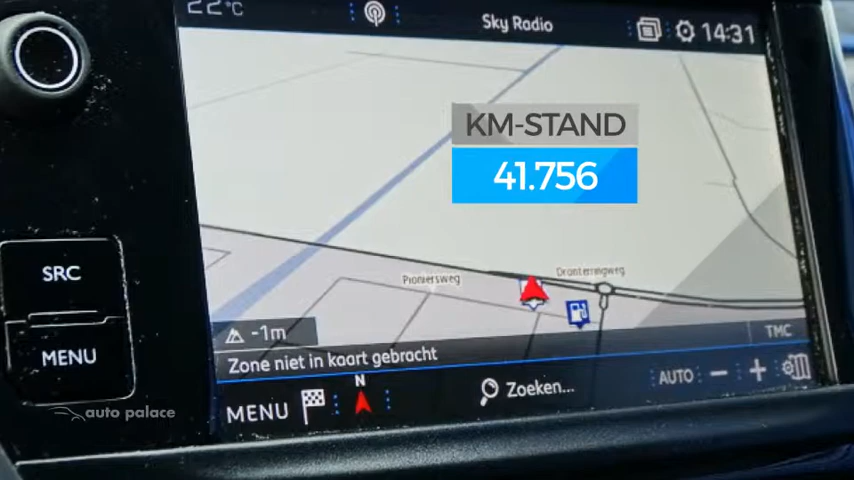 22°C
Sky Radio
14:31
KM-STAND
41.756
SRC
Pioniersweg
Dronterringweg
-1m
TMC
MENU
Zone niet in kaart gebracht
auto palace
MENU
N
Zoeken...
AUTO